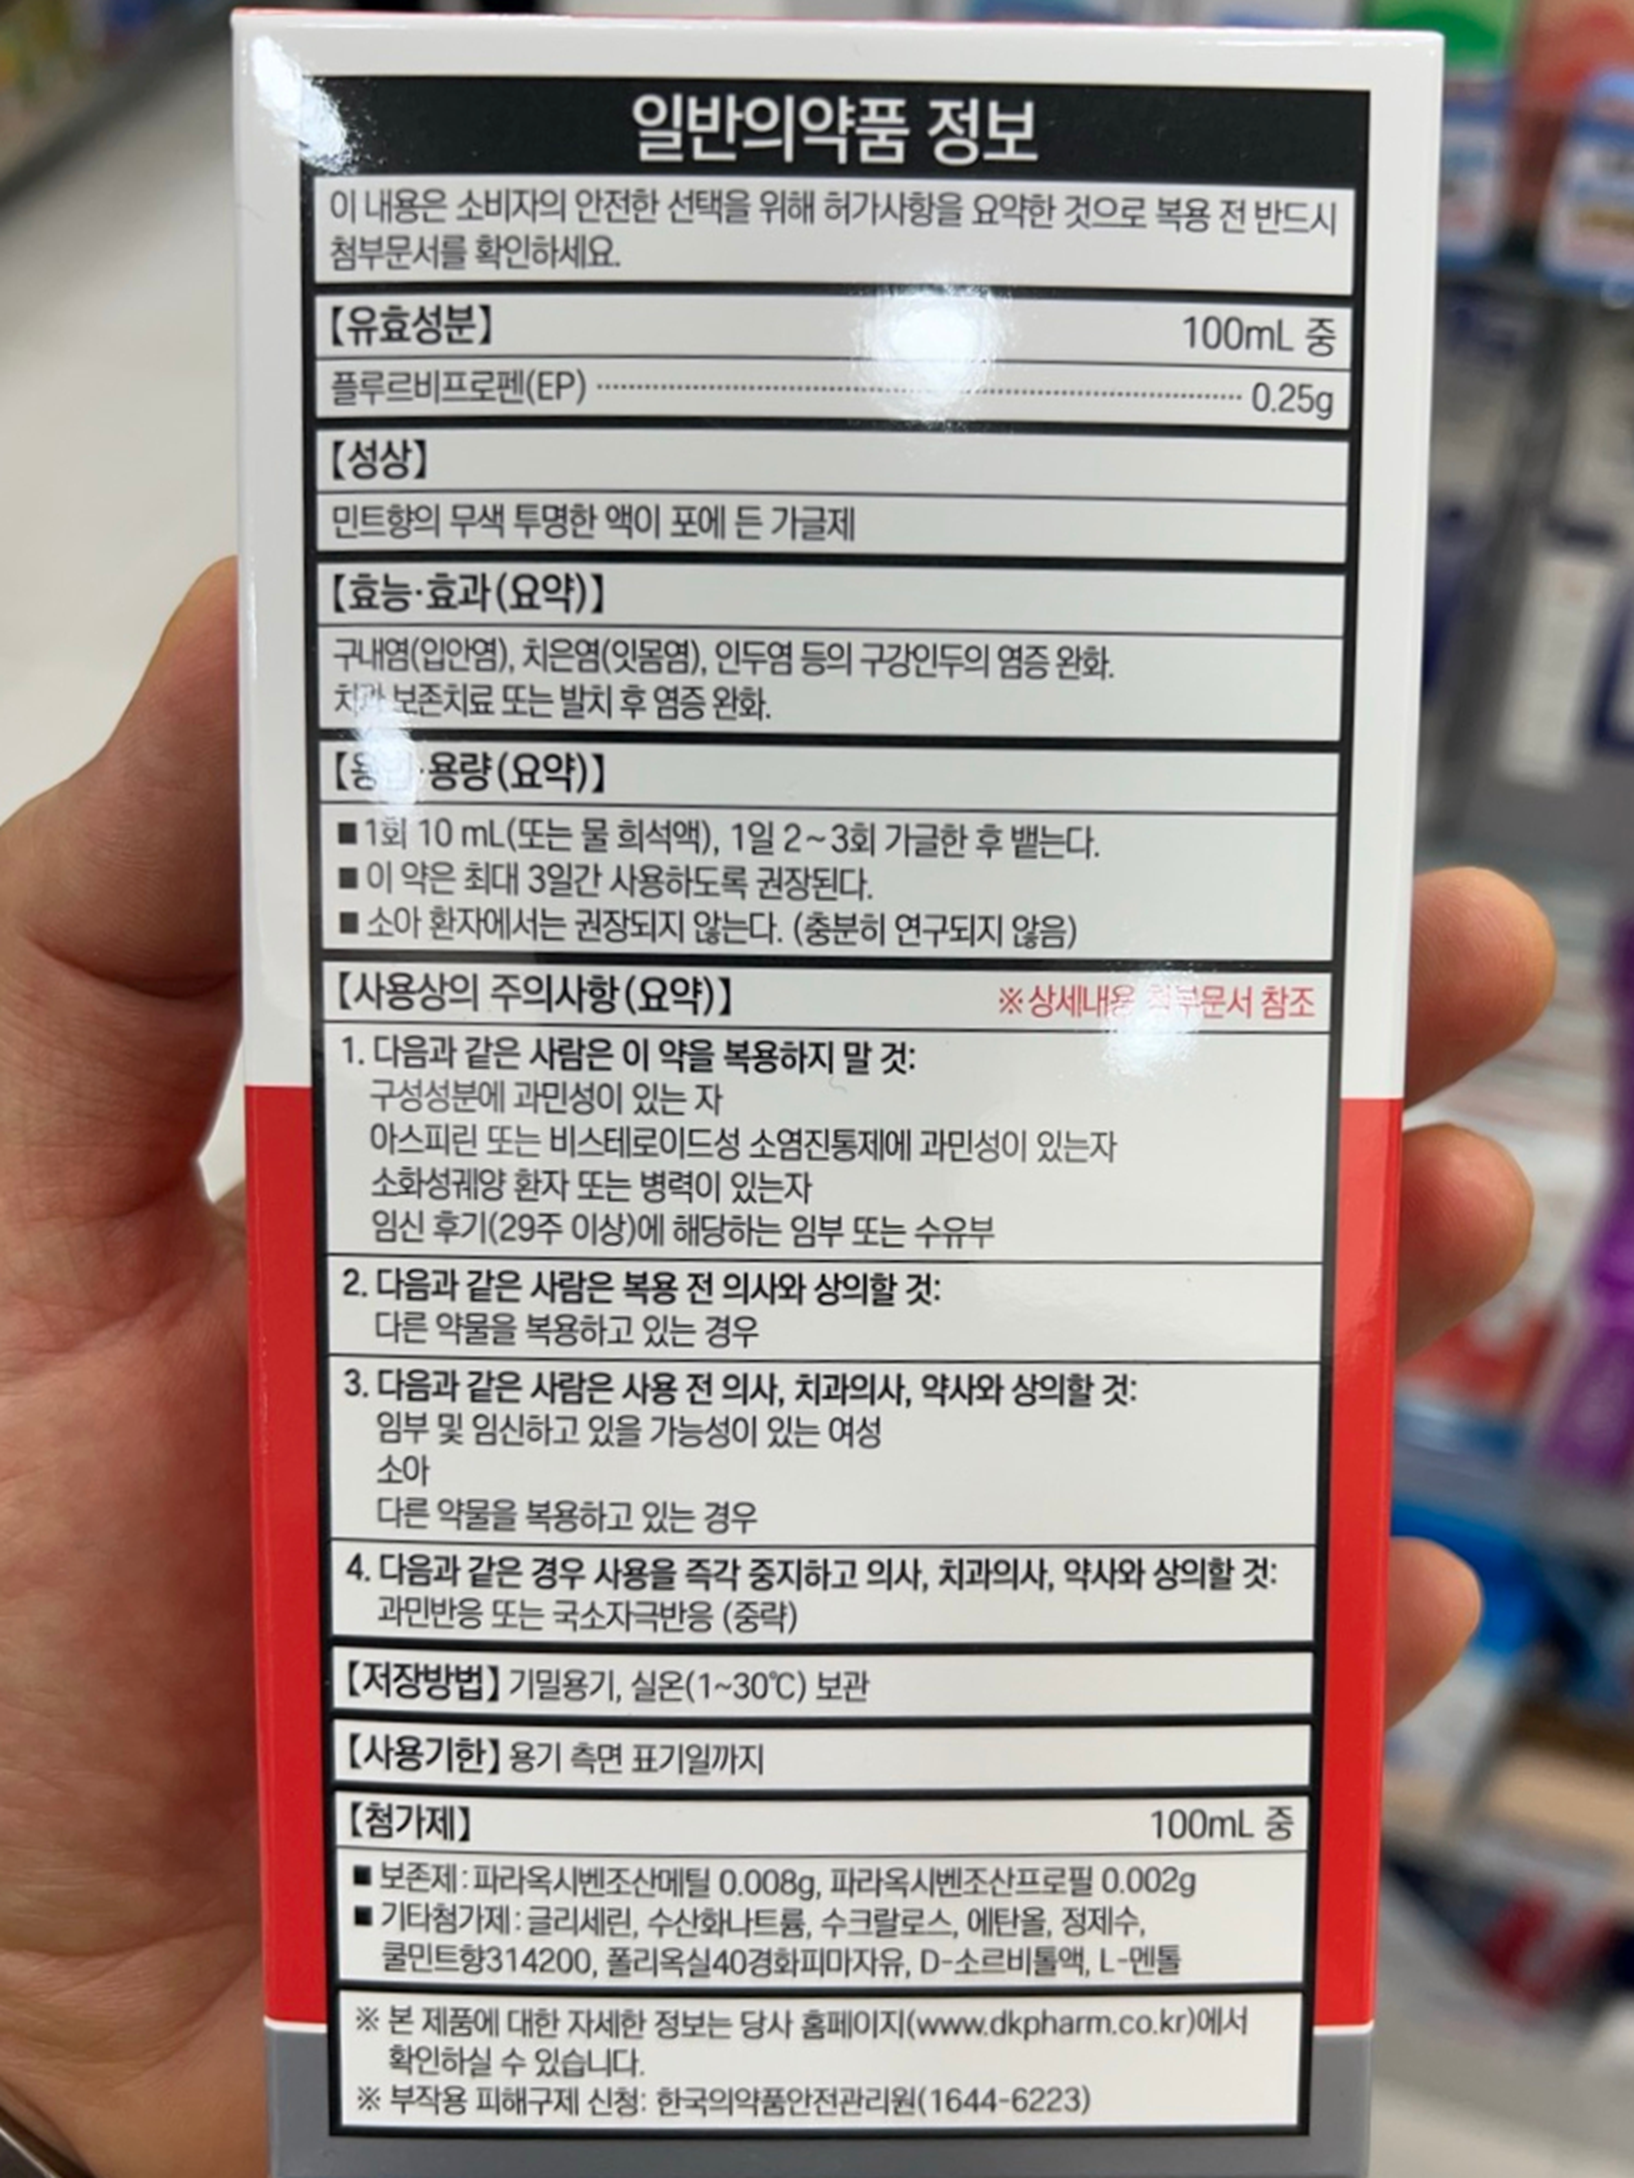 일반의약품 정보
이 내용은 소비자의 안전한 선택을 위해 허가사항을 요약한 것으로 복용 전 반드시
첨부문서를 확인하세요.
【유효성분】 100mL 중
플루르비프로펜(EP) ······ 0.25g
【성상】
민트향의 무색 투명한 액이 포에 든 가글제
【효능·효과(요약)】
구내염(입안염), 치은염(잇몸염), 인두염 등의 구강인두의 염증 완화.
치과 보존치료 또는 발치 후 염증 완화.
【용법·용량(요약)】
■ 1회 10 mL(또는 물 희석액), 1일 2~3회 가글한 후 뱉는다.
■ 이 약은 최대 3일간 사용하도록 권장된다.
■ 소아 환자에서는 권장되지 않는다. (충분히 연구되지 않음)
【사용상의 주의사항(요약)】 ※상세내용 첨부문서 참조
1. 다음과 같은 사람은 이 약을 복용하지 말 것:
구성성분에 과민성이 있는 자
아스피린 또는 비스테로이드성 소염진통제에 과민성이 있는자
소화성궤양 환자 또는 병력이 있는자
임신 후기(29주 이상)에 해당하는 임부 또는 수유부
2. 다음과 같은 사람은 복용 전 의사와 상의할 것:
다른 약물을 복용하고 있는 경우
3. 다음과 같은 사람은 사용 전 의사, 치과의사, 약사와 상의할 것:
임부 및 임신하고 있을 가능성이 있는 여성
소아
다른 약물을 복용하고 있는 경우
4. 다음과 같은 경우 사용을 즉각 중지하고 의사, 치과의사, 약사와 상의할 것:
과민반응 또는 국소자극반응 (중략)
【저장방법】 기밀용기, 실온(1~30℃) 보관
【사용기한】 용기 측면 표기일까지
【첨가제】 100mL 중
■ 보존제 : 파라옥시벤조산메틸 0.008g, 파라옥시벤조산프로필 0.002g
■ 기타첨가제 : 글리세린, 수산화나트륨, 수크랄로스, 에탄올, 정제수,
쿨민트향314200, 폴리옥실40경화피마자유, D-소르비톨액, L-멘톨
※ 본 제품에 대한 자세한 정보는 당사 홈페이지(www.dkpharm.co.kr)에서
확인하실 수 있습니다.
※ 부작용 피해구제 신청: 한국의약품안전관리원(1644-6223)